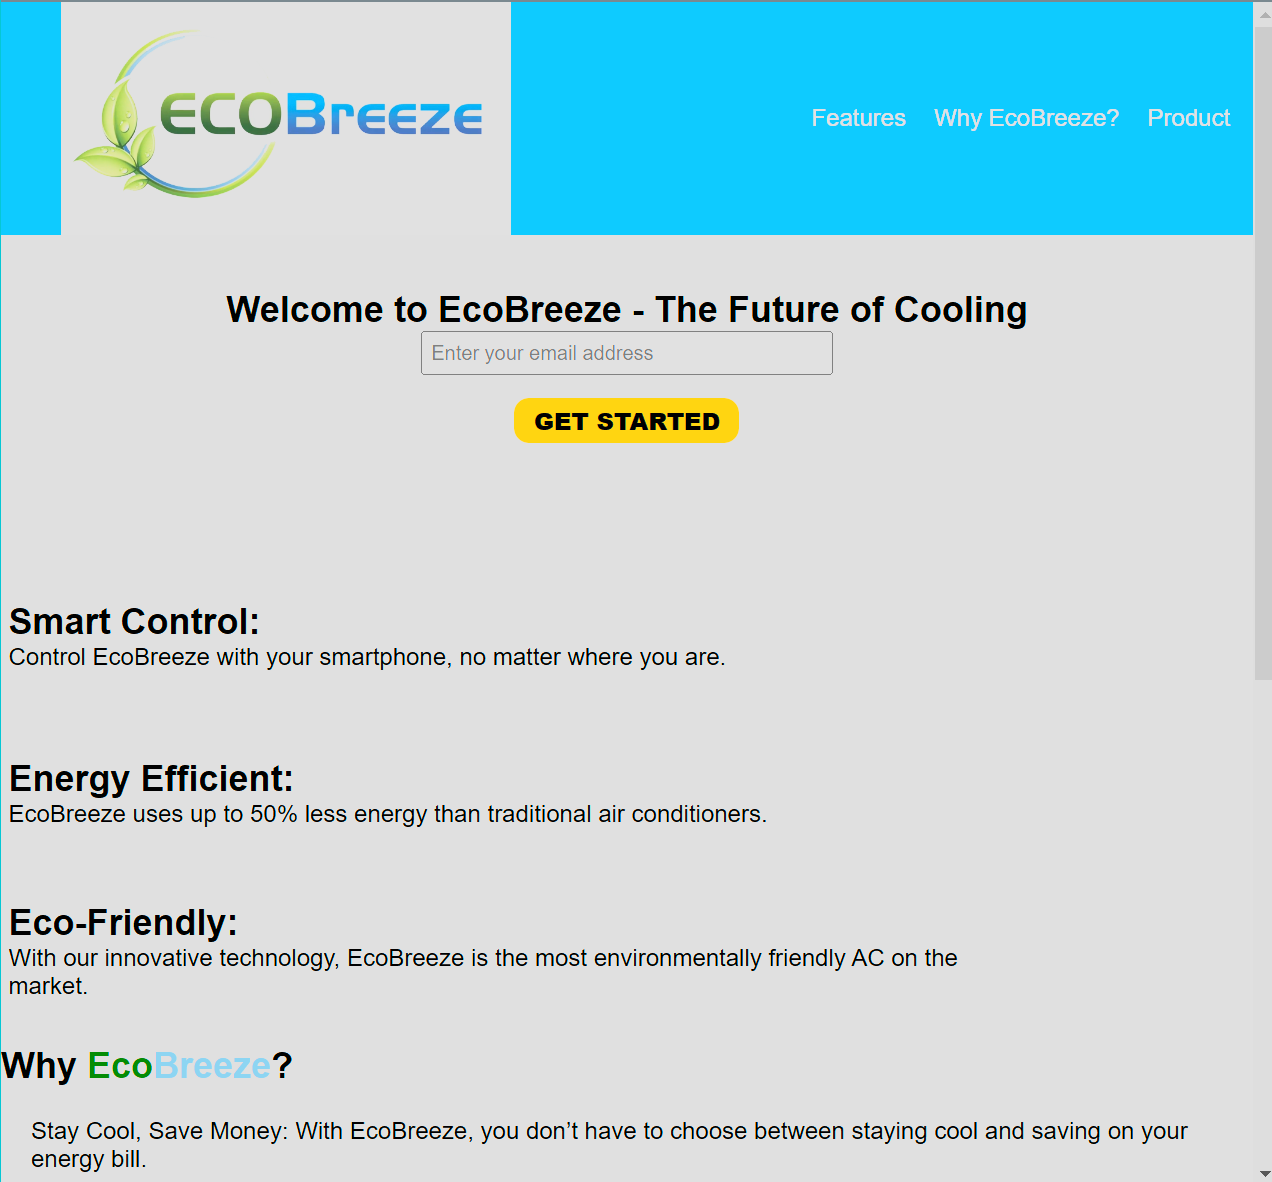 ECOBreeze
Features Why EcoBreeze? Product
Welcome to EcoBreeze - The Future of Cooling
Enter your email address
GET STARTED
Smart Control:
Control EcoBreeze with your smartphone, no matter where you are.
Energy Efficient:
EcoBreeze uses up to 50% less energy than traditional air conditioners.
Eco-Friendly:
With our innovative technology, EcoBreeze is the most environmentally friendly AC on the
market.
Why EcoBreeze?
Stay Cool, Save Money: With EcoBreeze, you don’t have to choose between staying cool and saving on your
energy bill.